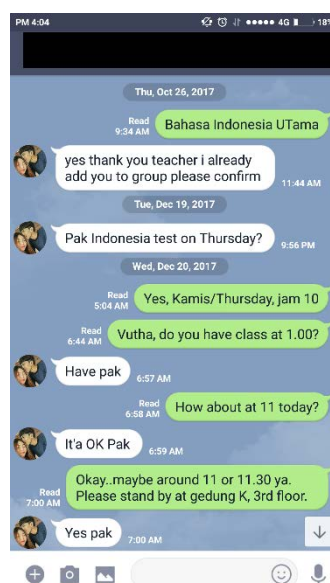 PM 4:04
4G
18%
Thu, Oct 26, 2017
Read
9:34 AM
Bahasa Indonesia UTama
yes thank you teacher i already
add you to group please confirm
11:44 AM
Tue, Dec 19, 2017
Pak Indonesia test on Thursday?
9:56 PM
Wed, Dec 20, 2017
Read
5:04 AM
Yes, Kamis/Thursday, jam 10
Read
6:44 AM
Vutha, do you have class at 1.00?
Have pak
6:57 AM
Read
6:58 AM
How about at 11 today?
It'a OK Pak
6:59 AM
Okay..maybe around 11 or 11.30 ya.
Please stand by at gedung K, 3rd floor.
Read
7:00 AM
Yes pak
7:00 AM